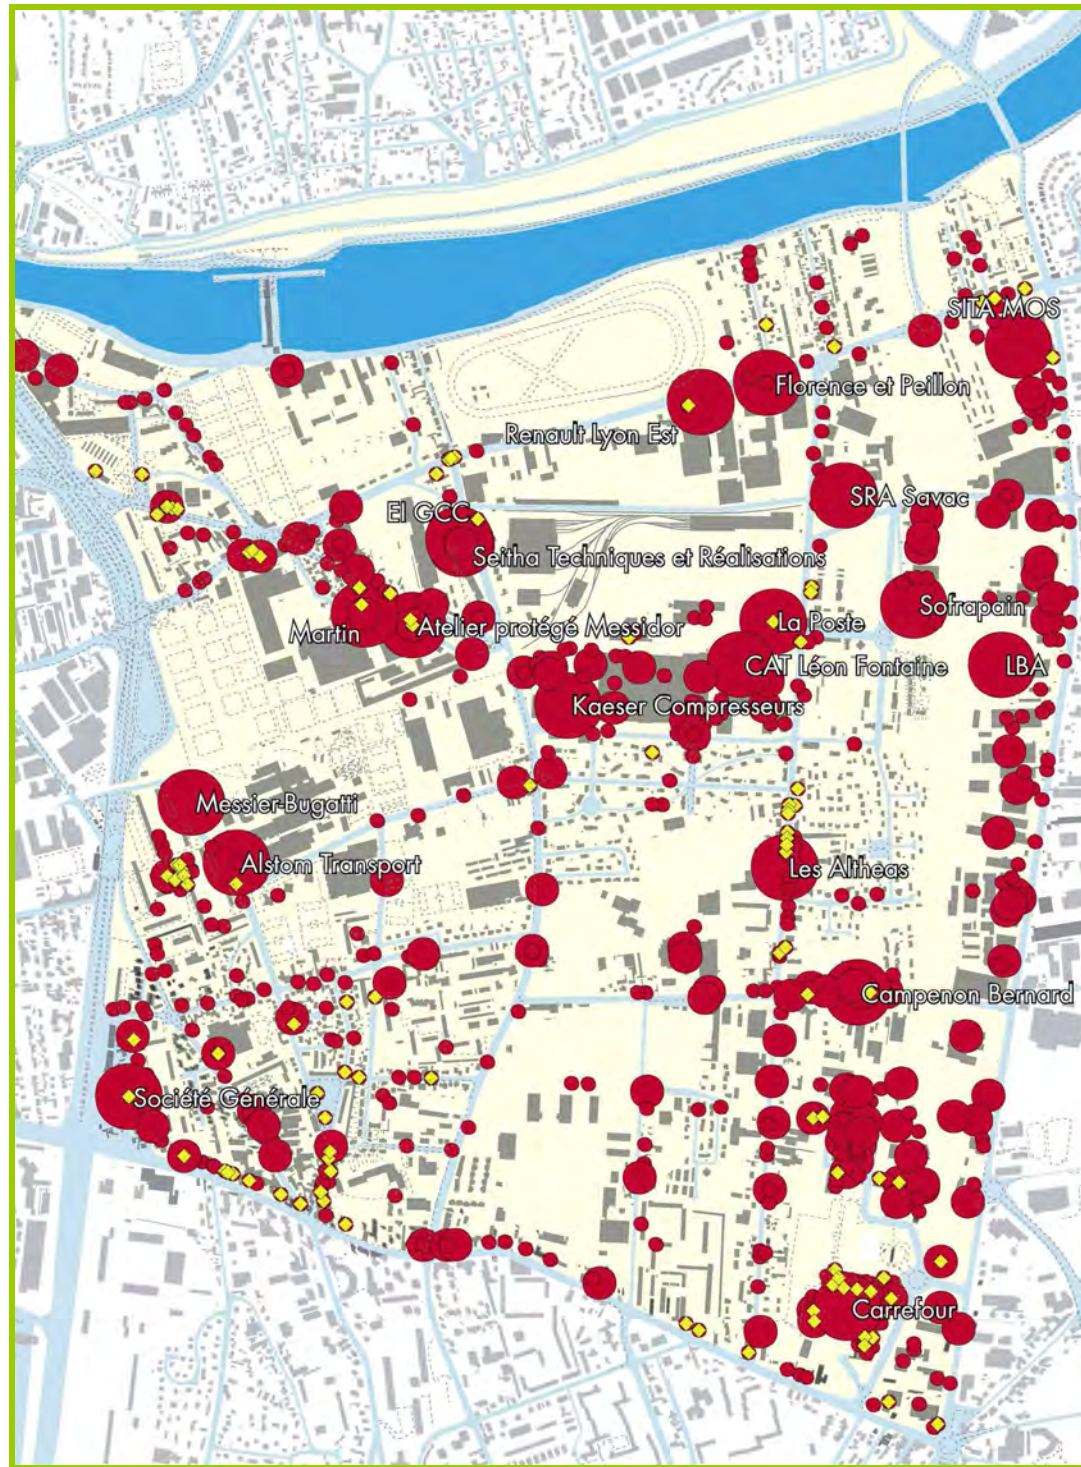 SITA MOS
Florence et Peillon
Renault Lyon Est
SRA Savac
EI GCC
Seitha Techniques et Réalisations
Sofrapain
La Poste
Atelier protégé Messidor
Martin
CAT Léon Fontaine
LBA
Kaeser Compresseurs
Messier-Bugatti
Alstom Transport
Les Altheas
Campenon Bernard
Société Générale
Carrefour